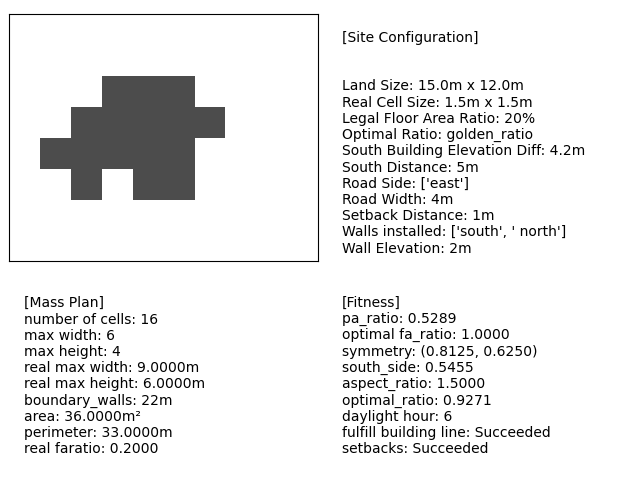 [Site Configuration]
Land Size: 15.0m x 12.0m
Real Cell Size: 1.5m x 1.5m
Legal Floor Area Ratio: 20%
Optimal Ratio: golden_ratio
South Building Elevation Diff: 4.2m
South Distance: 5m
Road Side: ['east']
Road Width: 4m
Setback Distance: 1m
Walls installed: ['south', ' north']
Wall Elevation: 2m
[Mass Plan]
number of cells: 16
max width: 6
max height: 4
real max width: 9.0000m
real max height: 6.0000m
boundary_walls: 22m
area: 36.0000m²
perimeter: 33.0000m
real faratio: 0.2000
[Fitness]
pa_ratio: 0.5289
optimal fa_ratio: 1.0000
symmetry: (0.8125, 0.6250)
south_side: 0.5455
aspect_ratio: 1.5000
optimal_ratio: 0.9271
daylight hour: 6
fulfill building line: Succeeded
setbacks: Succeeded